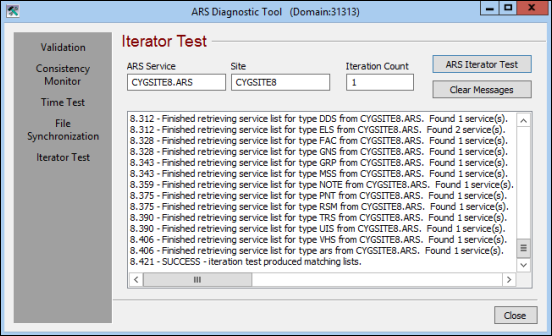 ARS Diagnostic Tool (Domain:31313)
Validation
Consistency
Monitor
Time Test
File
Synchronization
Iterator Test
Iterator Test
ARS Service
Site
Iteration Count
ARS Iterator Test
CYGSITE8.ARS
CYGSITE8
1
Clear Messages
8.312 - Finished retrieving service list for type DDS from CYGSITE8.ARS. Found 1 service(s).
8.312 - Finished retrieving service list for type ELS from CYGSITE8.ARS. Found 2 service(s).
8.328 - Finished retrieving service list for type FAC from CYGSITE8.ARS. Found 1 service(s).
8.328 - Finished retrieving service list for type GNS from CYGSITE8.ARS. Found 1 service(s).
8.343 - Finished retrieving service list for type GRP from CYGSITE8.ARS. Found 1 service(s).
8.343 - Finished retrieving service list for type MSS from CYGSITE8.ARS. Found 1 service(s).
8.359 - Finished retrieving service list for type NOTE from CYGSITE8.ARS. Found 1 service(s).
8.375 - Finished retrieving service list for type PNT from CYGSITE8.ARS. Found 1 service(s).
8.375 - Finished retrieving service list for type RSM from CYGSITE8.ARS. Found 1 service(s).
8.390 - Finished retrieving service list for type TRS from CYGSITE8.ARS. Found 1 service(s).
8.390 - Finished retrieving service list for type UIS from CYGSITE8.ARS. Found 1 service(s).
8.406 - Finished retrieving service list for type VHS from CYGSITE8.ARS. Found 1 service(s).
8.406 - Finished retrieving service list for type ars from CYGSITE8.ARS. Found 1 service(s).
8.421 - SUCCESS - iteration test produced matching lists.
Close